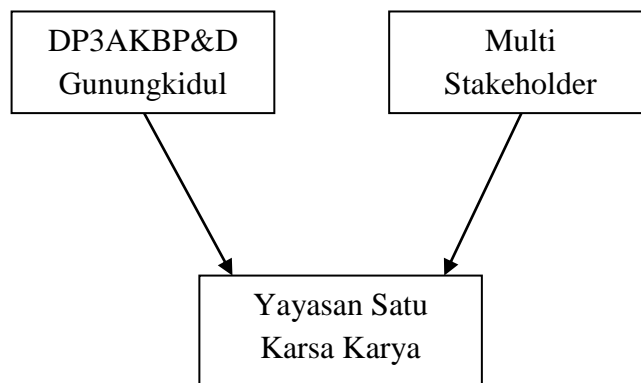 DP3AKBP&D
Gunungkidul
Multi
Stakeholder
Yayasan Satu
Karsa Karya